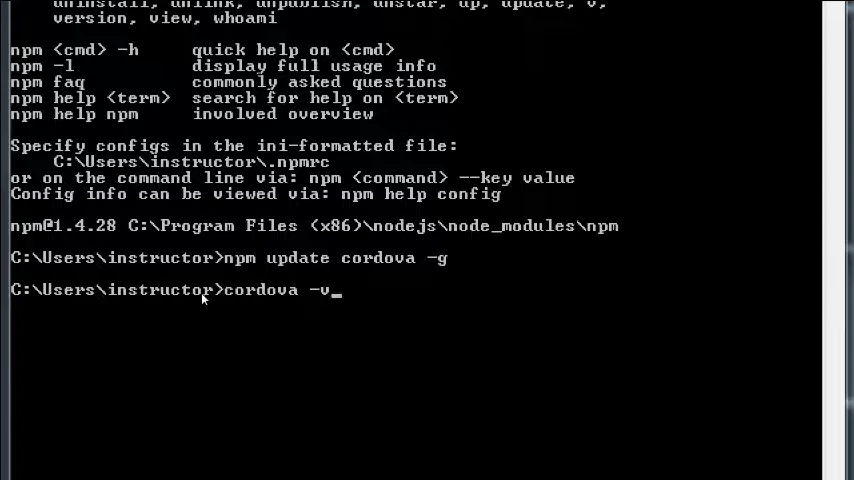 uninstall, unlink, unpublish, unstar, up, update, v,
version, view, whoami
npm <cmd> -h     quick help on <cmd>
npm -l           display full usage info
npm faq          commonly asked questions
npm help <term>  search for help on <term>
npm help npm     involved overview
Specify configs in the ini-formatted file:
C:\Users\instructor\.npmrc
or on the command line via: npm <command> --key value
Config info can be viewed via: npm help config
npm@1.4.28 C:\Program Files (x86)\nodejs\node_modules\npm
C:\Users\instructor>npm update cordova -g
C:\Users\instructor>cordova -v_